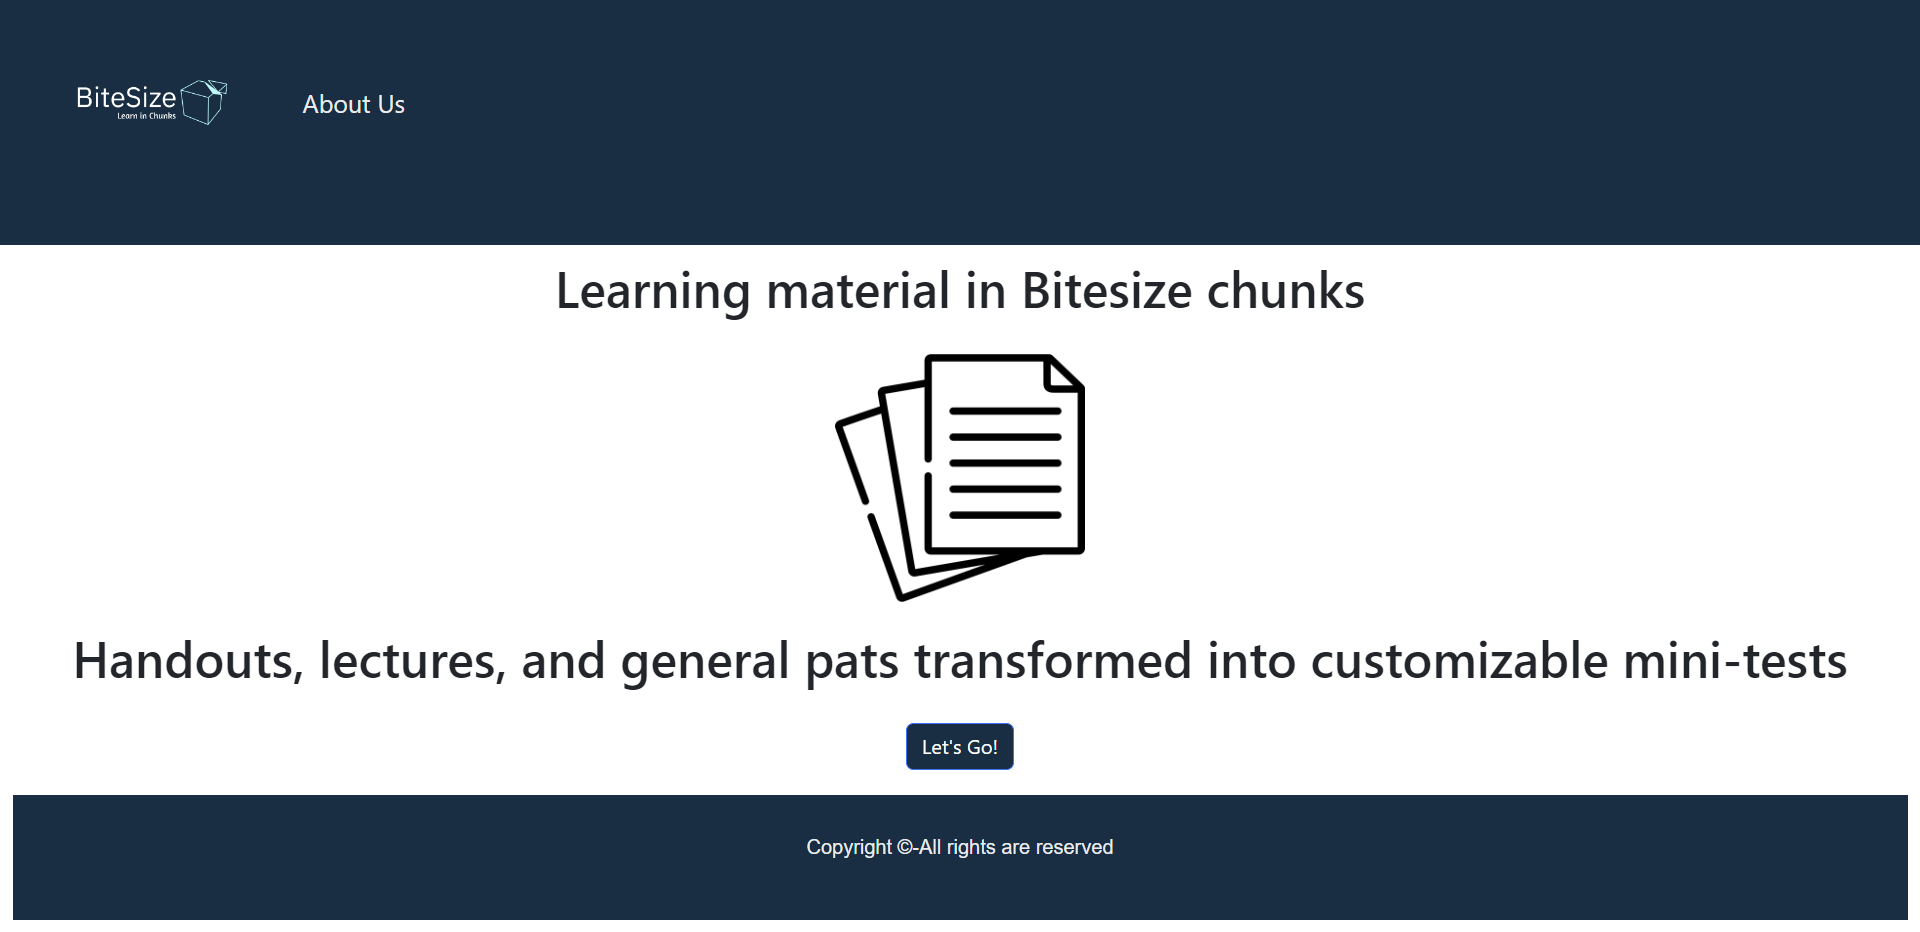 BiteSize
Learn in Chunks
About Us
Learning material in Bitesize chunks
Handouts, lectures, and general pats transformed into customizable mini-tests
Let's Go!
Copyright ©-All rights are reserved